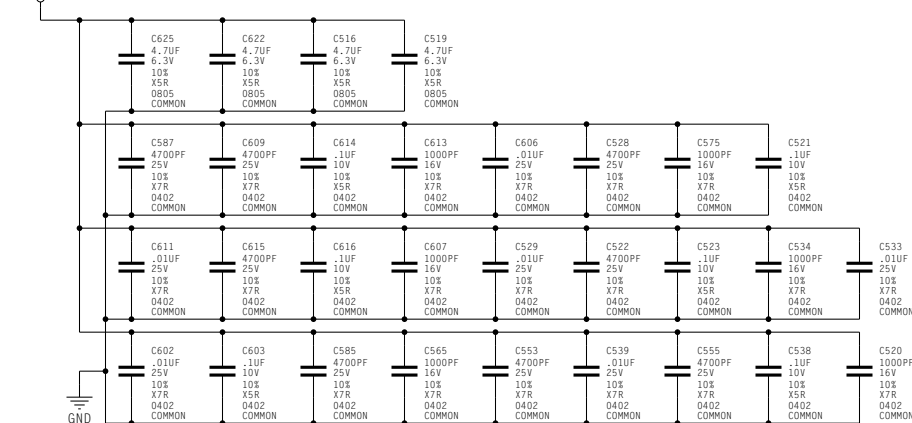 C625 C622 C516 C519
4.7UF 4.7UF 4.7UF 4.7UF
6.3V 6.3V 6.3V 6.3V
10% 10% 10% 10%
X5R X5R X5R X5R
0805 0805 0805 0805
COMMON COMMON COMMON COMMON
C587 C609 C614 C613 C606 C528 C575 C521
4700PF 4700PF .1UF 1000PF .01UF 4700PF 1000PF .1UF
25V 25V 10V 16V 25V 25V 16V 10V
10% 10% 10% 10% 10% 10% 10% 10%
X7R X7R X5R X7R X7R X7R X7R X5R
0402 0402 0402 0402 0402 0402 0402 0402
COMMON COMMON COMMON COMMON COMMON COMMON COMMON COMMON
C611 C615 C616 C607 C529 C522 C523 C534 C533
.01UF 4700PF .1UF 1000PF .01UF 4700PF .1UF 1000PF .01UF
25V 25V 10V 16V 25V 25V 10V 16V 25V
10% 10% 10% 10% 10% 10% 10% 10% 10%
X7R X7R X5R X7R X7R X7R X5R X7R X7R
0402 0402 0402 0402 0402 0402 0402 0402 0402
COMMON COMMON COMMON COMMON COMMON COMMON COMMON COMMON COMMON
C602 C603 C585 C565 C553 C539 C555 C538 C520
.01UF .1UF 4700PF 1000PF 4700PF .01UF 4700PF .1UF 1000PF
25V 10V 25V 16V 25V 25V 25V 10V 16V
10% 10% 10% 10% 10% 10% 10% 10% 10%
X7R X5R X7R X7R X7R X7R X7R X5R X7R
0402 0402 0402 0402 0402 0402 0402 0402 0402
COMMON COMMON COMMON COMMON COMMON COMMON COMMON COMMON COMMON
GND